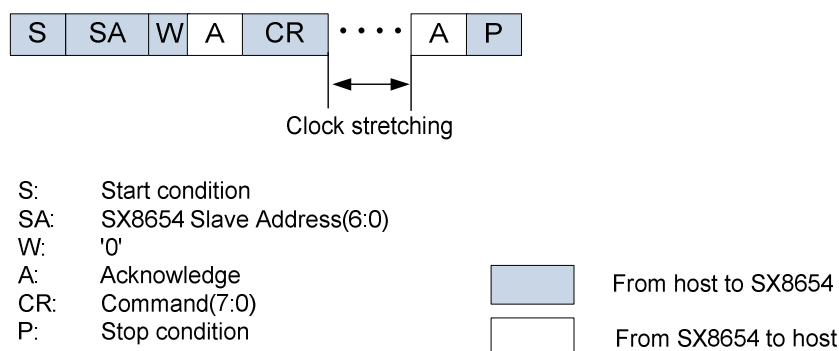 S SA W A CR A P
Clock stretching
S: Start condition
SA: SX8654 Slave Address(6:0)
W: '0'
A: Acknowledge
CR: Command(7:0)
P: Stop condition
From host to SX8654
From SX8654 to host